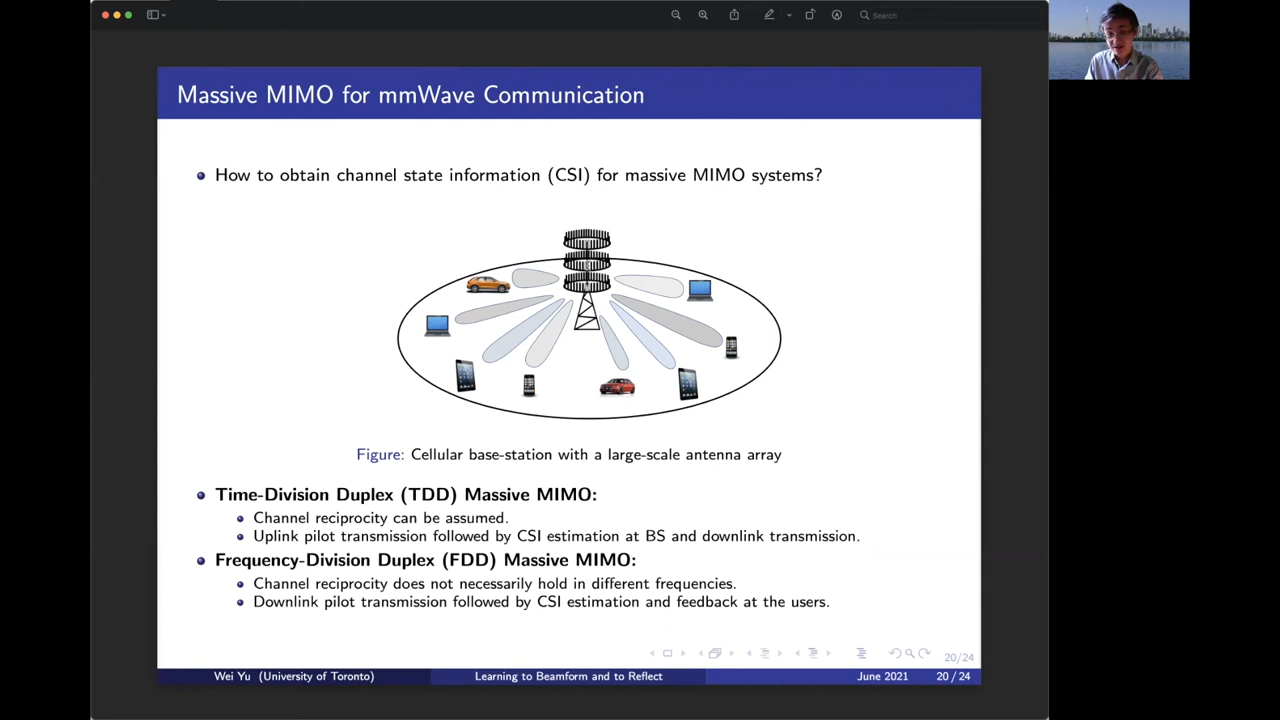 Search
Massive MIMO for mmWave Communication
How to obtain channel state information (CSI) for massive MIMO systems?
Figure: Cellular base-station with a large-scale antenna array
Time-Division Duplex (TDD) Massive MIMO:
Channel reciprocity can be assumed.
Uplink pilot transmission followed by CSI estimation at BS and downlink transmission.
Frequency-Division Duplex (FDD) Massive MIMO:
Channel reciprocity does not necessarily hold in different frequencies.
Downlink pilot transmission followed by CSI estimation and feedback at the users.
20/24
Wei Yu (University of Toronto) Learning to Beamform and to Reflect June 2021 20 / 24